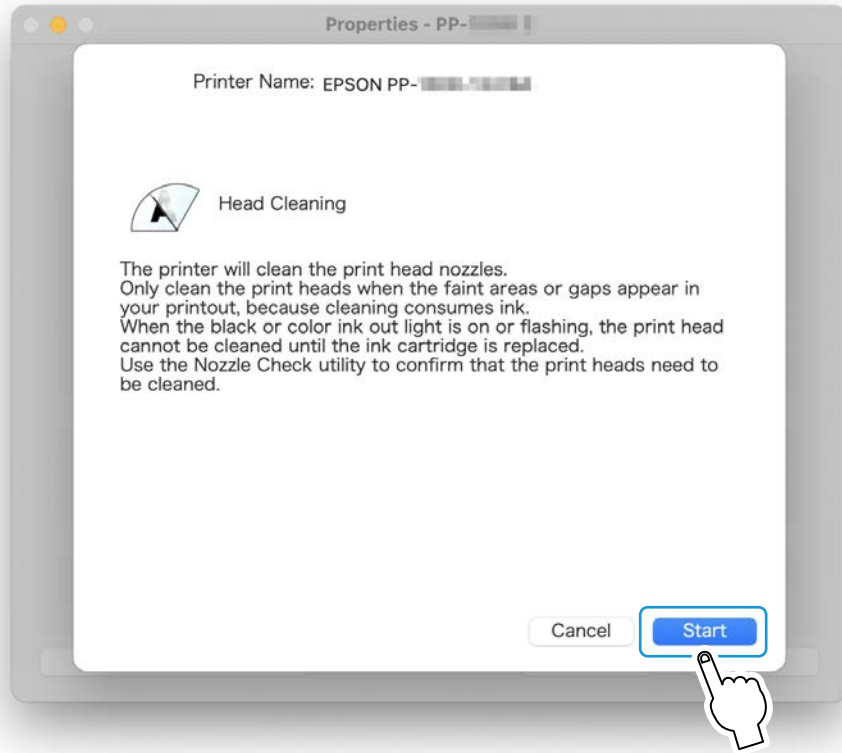 Properties - PP-
Printer Name: EPSON PP-
Head Cleaning
The printer will clean the print head nozzles.
Only clean the print heads when the faint areas or gaps appear in
your printout, because cleaning consumes ink.
When the black or color ink out light is on or flashing, the print head
cannot be cleaned until the ink cartridge is replaced.
Use the Nozzle Check utility to confirm that the print heads need to
be cleaned.
Cancel Start